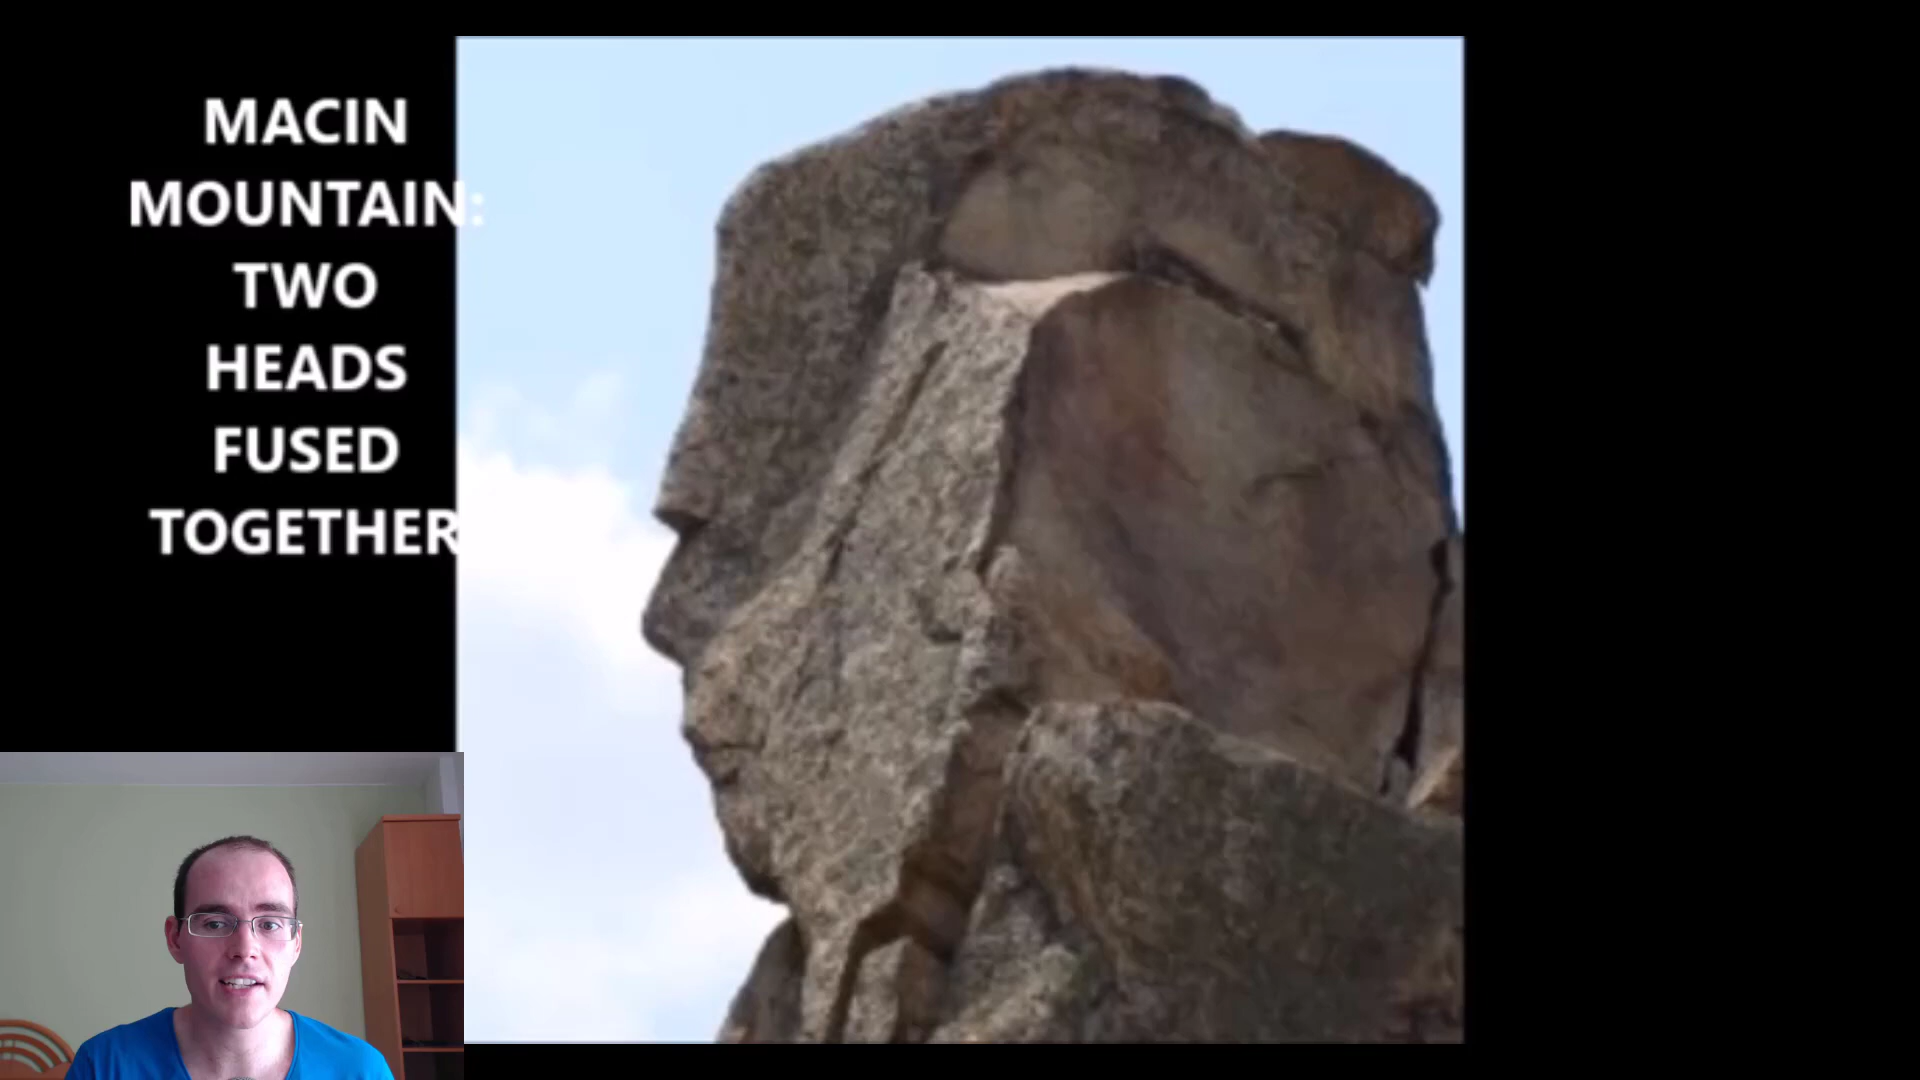 MACIN
MOUNTAIN:
TWO
HEADS
FUSED
TOGETHER